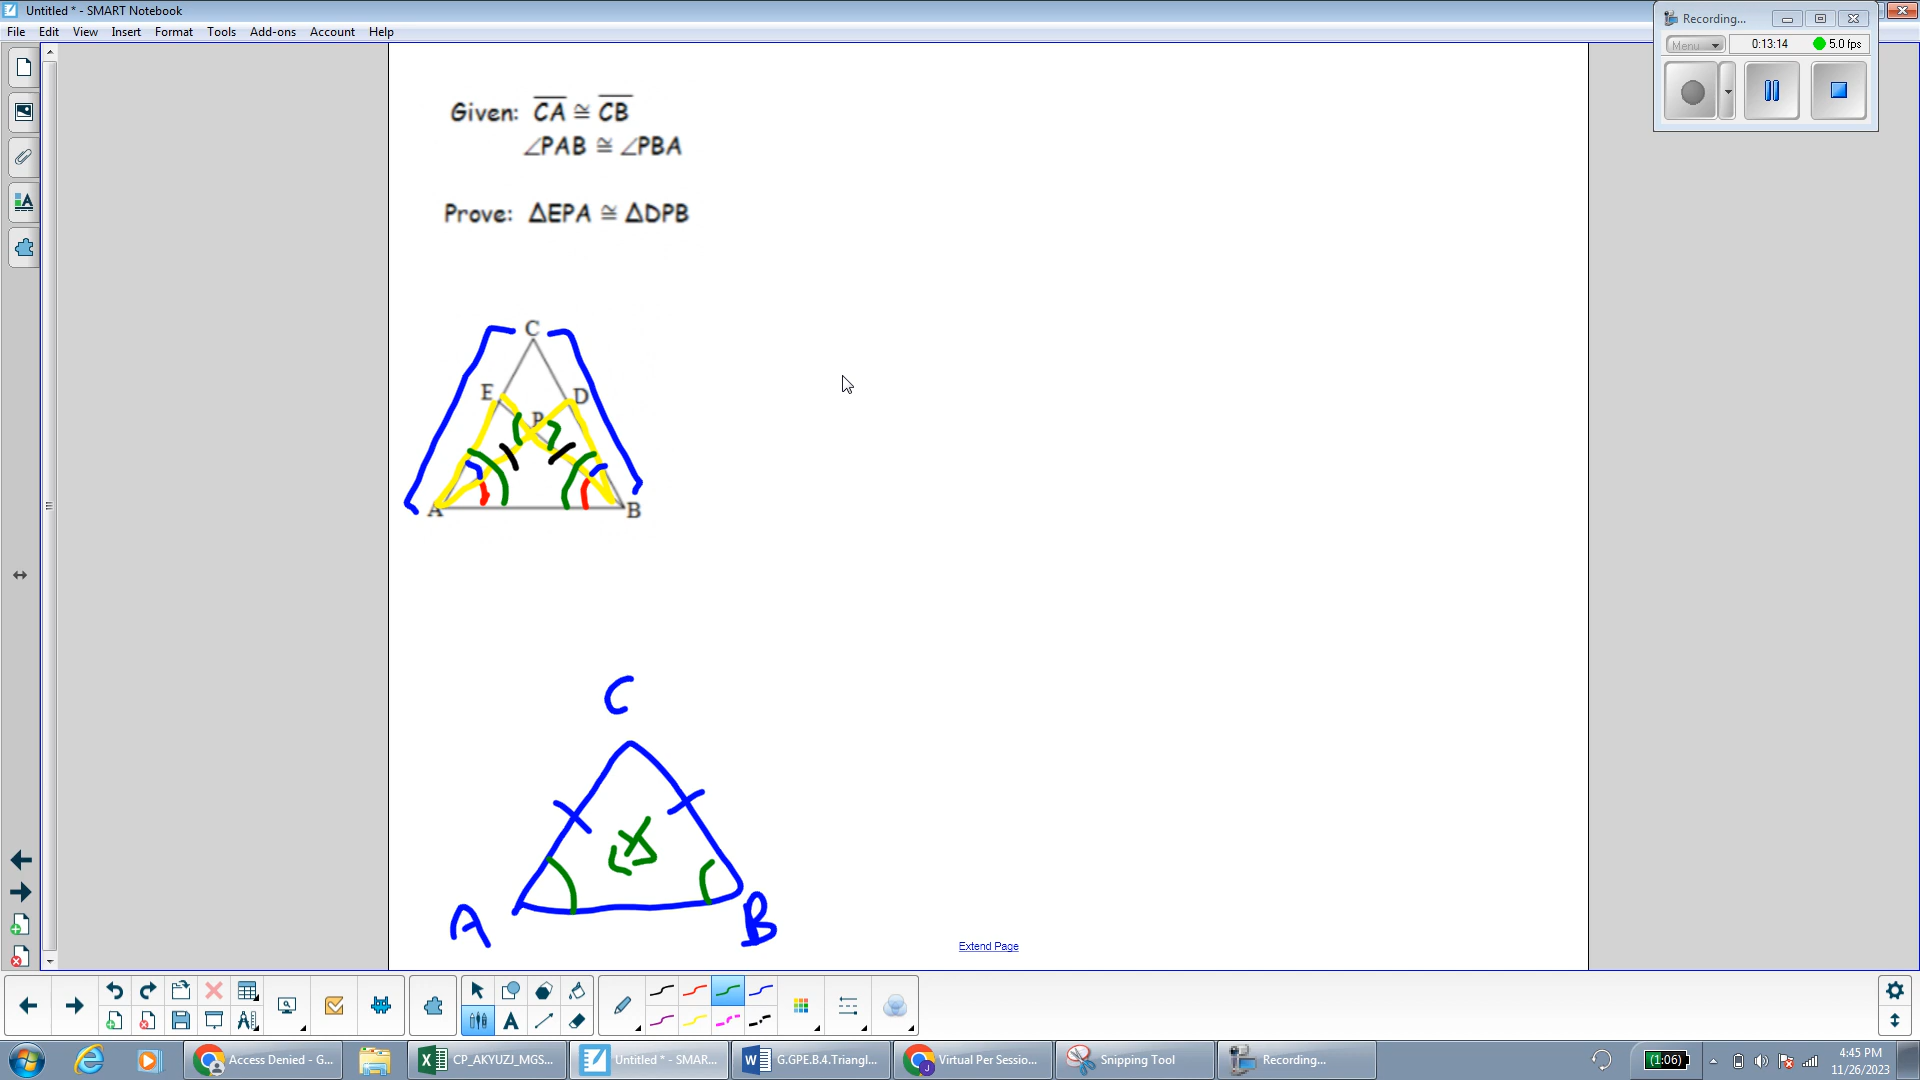 Untitled * - SMART Notebook
File Edit View Insert Format Tools Add-ons Account Help
Recording...
Menu 0:13:14 5.0 fps
Given: CA ≅ CB
∠PAB ≅ ∠PBA
Prove: ΔEPA ≅ ΔDPB
C
E D
P
A B
C
A B
Extend Page
Access Denied - G... CP_AKYUZJ_MGS... Untitled * - SMAR... G.GPE.B.4.Triangl... Virtual Per Sessio... Snipping Tool Recording...
(1:06)
4:45 PM
11/26/2023